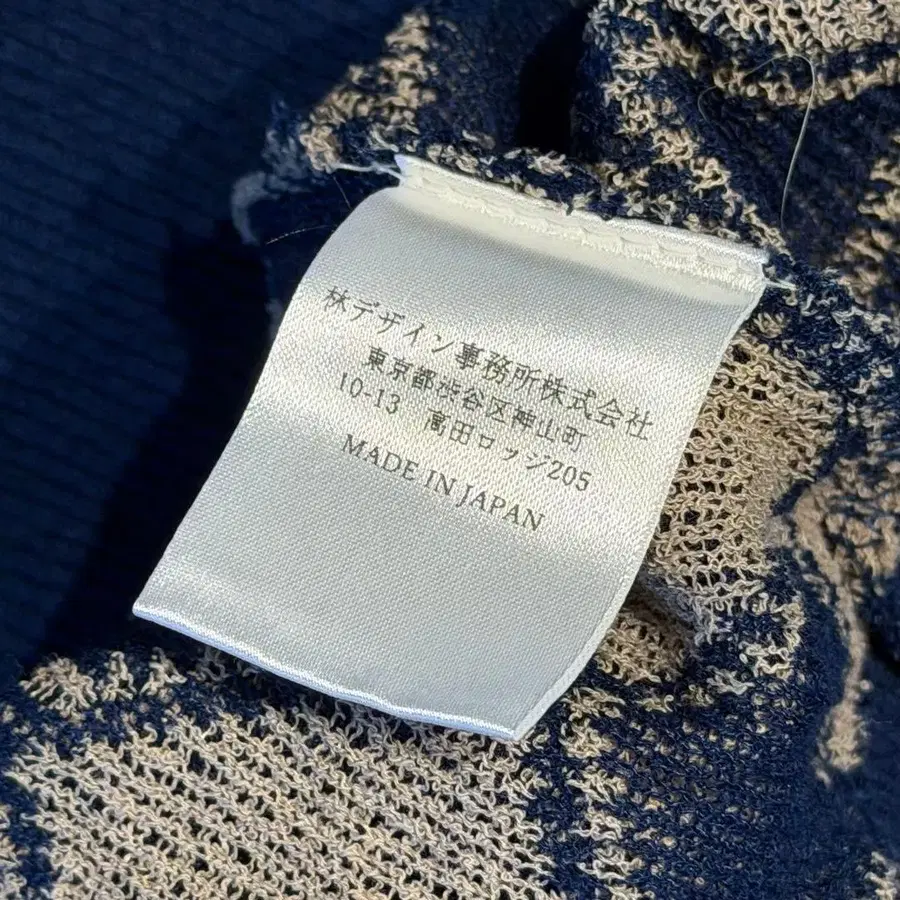 林デザイン事務所株式会社
東京都渋谷区神山町
10-13 高田ロッジ205
MADE IN JAPAN